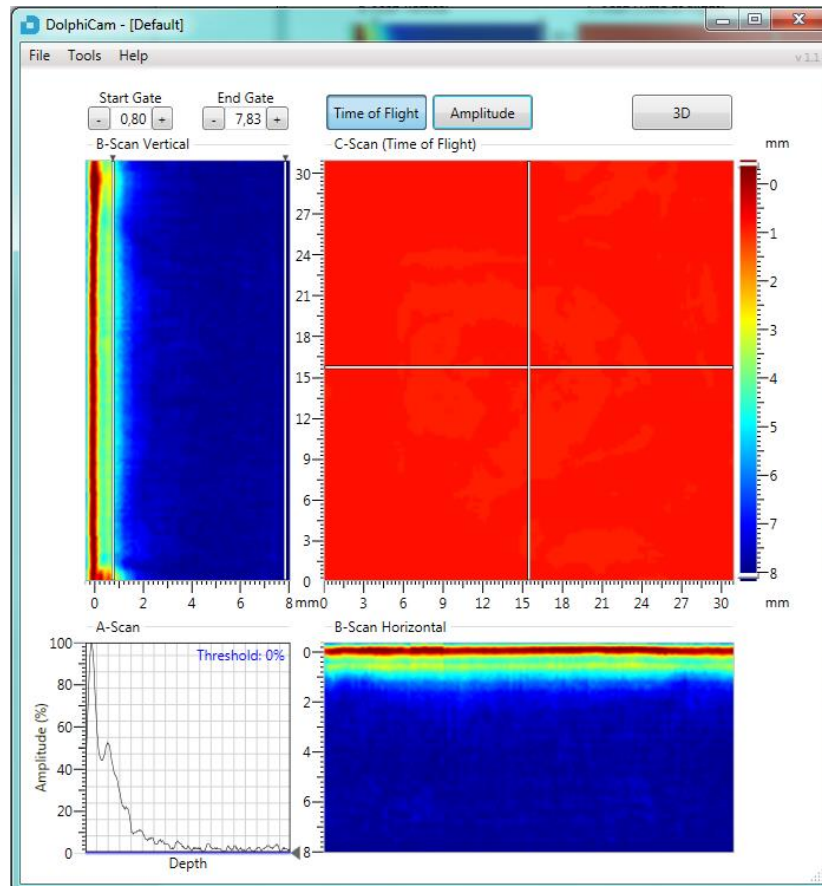 DolphiCam - [Default]
File Tools Help
v 1.1
Start Gate End Gate
- 0,80 + - 7,83 +
Time of Flight Amplitude 3D
B-Scan Vertical C-Scan (Time of Flight) mm
30
27
24
21
18
15
12
9
6
3
0
0
1
2
3
4
5
6
7
8
0 2 4 6 8 mm 0 3 6 9 12 15 18 21 24 27 30 mm
A-Scan B-Scan Horizontal
Threshold: 0%
Amplitude (%)
100
80
60
40
20
0
Depth
0
2
4
6
8